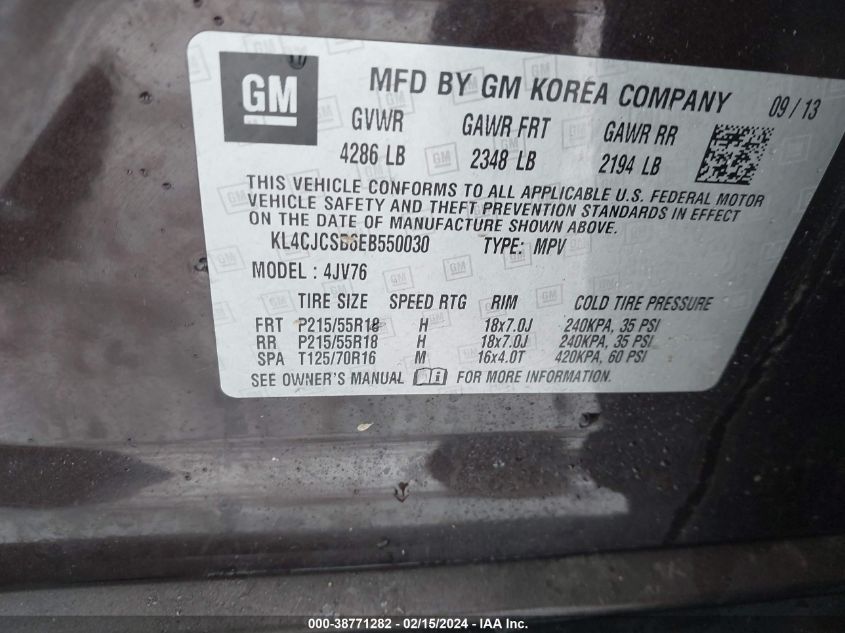 GM MFD BY GM KOREA COMPANY 09/13
GVWR GAWR FRT GAWR RR
4286 LB 2348 LB 2194 LB
THIS VEHICLE CONFORMS TO ALL APPLICABLE U.S. FEDERAL MOTOR
VEHICLE SAFETY AND THEFT PREVENTION STANDARDS IN EFFECT
ON THE DATE OF MANUFACTURE SHOWN ABOVE.
TYPE: MPV
MODEL : 4JV76
TIRE SIZE SPEED RTG RIM COLD TIRE PRESSURE
FRT P215/55R18 H 18x7.0J 240KPA, 35 PSI
RR P215/55R18 H 18x7.0J 240KPA, 35 PSI
SPA T125/70R16 M 16x4.0T 420KPA, 60 PSI
SEE OWNER'S MANUAL FOR MORE INFORMATION.
000-38771282 - 02/15/2024 - IAA Inc.